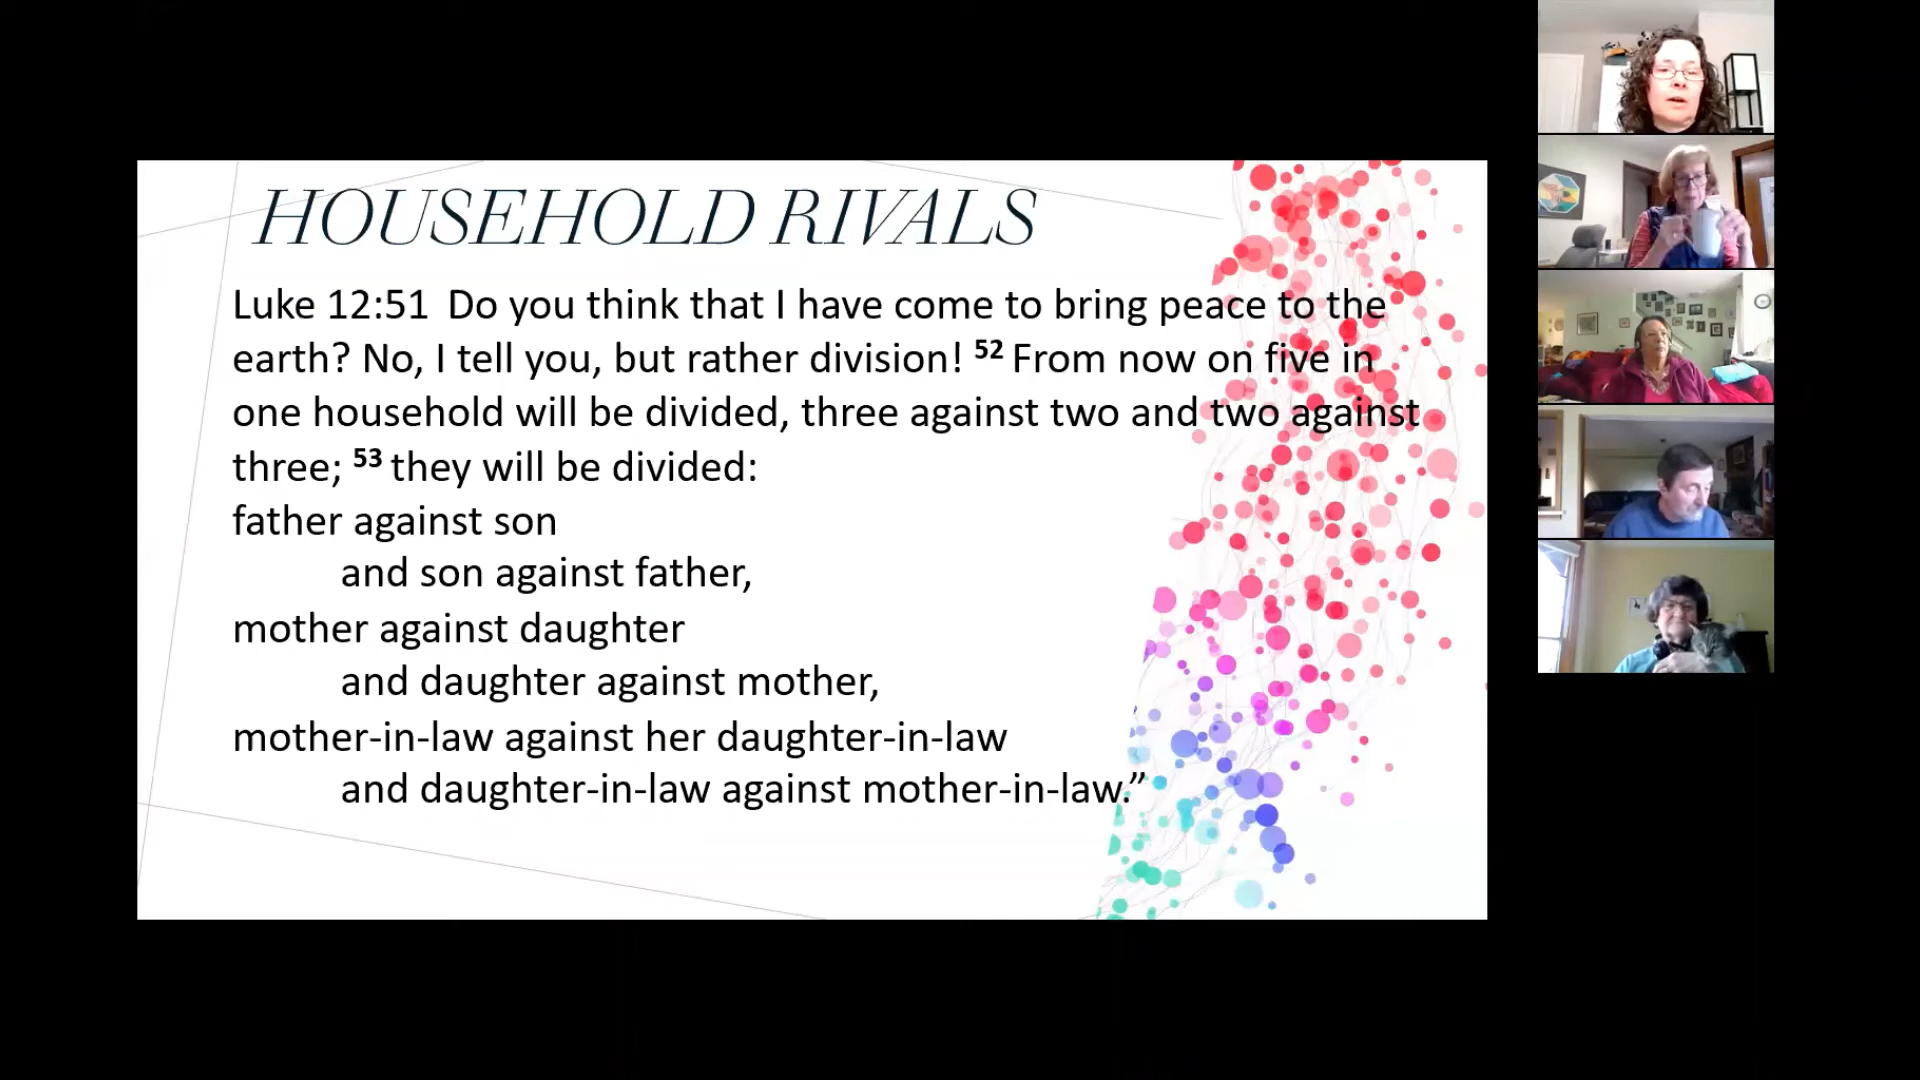 HOUSEHOLD RIVALS
Luke 12:51 Do you think that I have come to bring peace to the
earth? No, I tell you, but rather division! 52 From now on five in
one household will be divided, three against two and two against
three; 53 they will be divided:
father against son
and son against father,
mother against daughter
and daughter against mother,
mother-in-law against her daughter-in-law
and daughter-in-law against mother-in-law.”